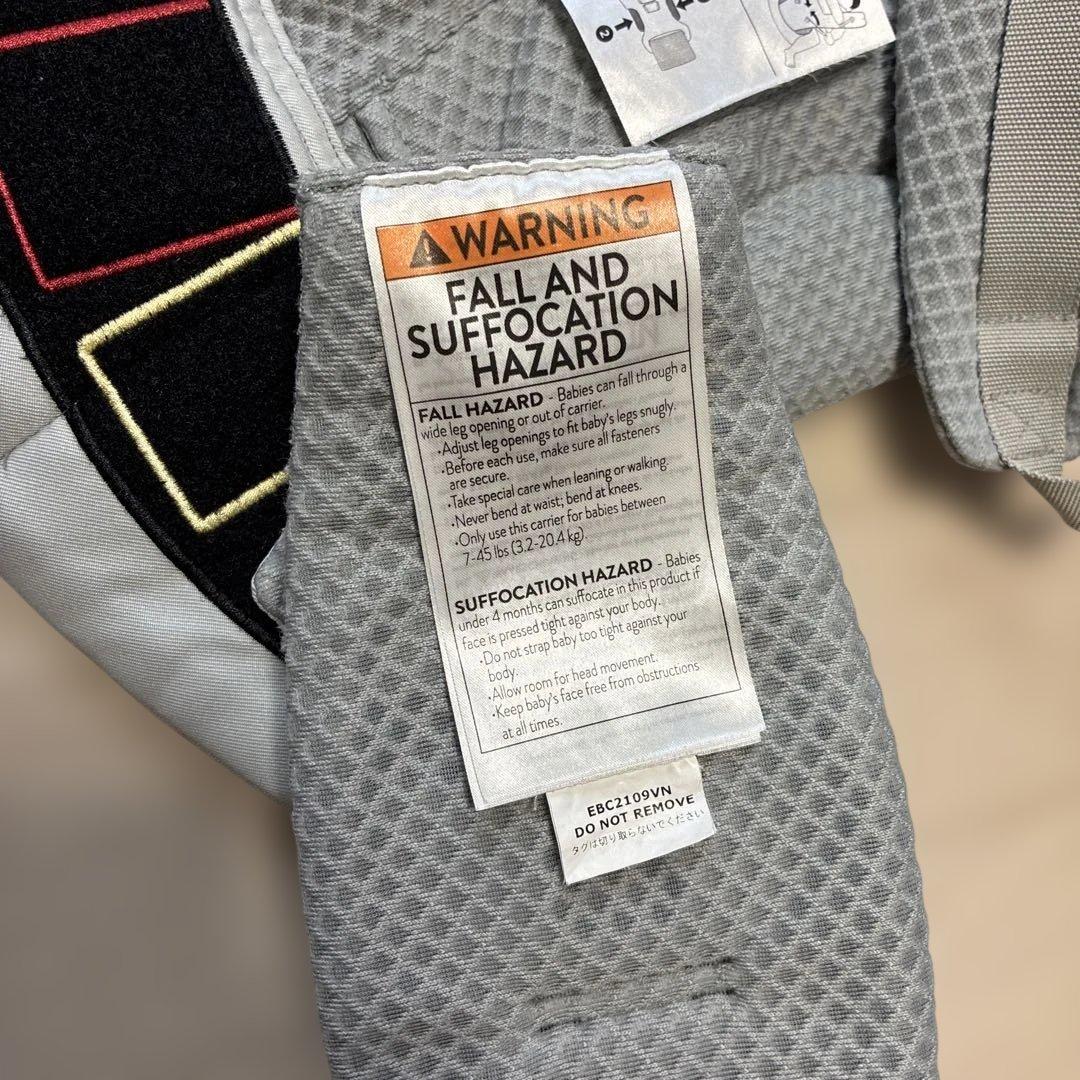 2
WARNING
FALL AND
SUFFOCATION
HAZARD
FALL HAZARD - Babies can fall through a
wide leg opening or out of carrier.
•Adjust leg openings to fit baby's legs snugly.
•Before each use, make sure all fasteners
are secure.
•Take special care when leaning or walking.
•Never bend at waist; bend at knees.
•Only use this carrier for babies between
7-45 lbs (3.2-20.4 kg).
SUFFOCATION HAZARD - Babies
under 4 months can suffocate in this product if
face is pressed tight against your body.
•Do not strap baby too tight against your
body.
•Allow room for head movement.
•Keep baby's face free from obstructions
at all times.
EBC2109VN
DO NOT REMOVE
タグは切り取らないでください